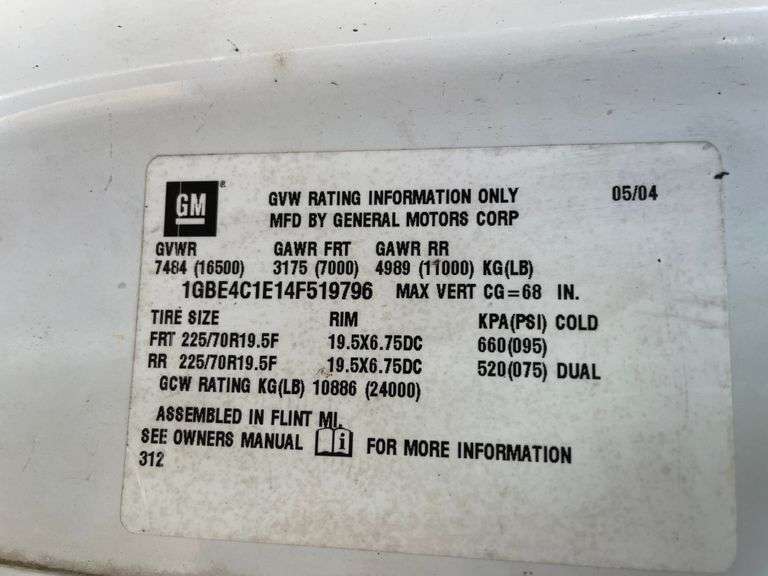 GM ®
GVW RATING INFORMATION ONLY 05/04
MFD BY GENERAL MOTORS CORP
GVWR GAWR FRT GAWR RR
7484 (16500) 3175 (7000) 4989 (11000) KG(LB)
1GBE4C1E14F519796 MAX VERT CG=68 IN.
TIRE SIZE RIM KPA(PSI) COLD
FRT 225/70R19.5F 19.5X6.75DC 660(095)
RR 225/70R19.5F 19.5X6.75DC 520(075) DUAL
GCW RATING KG(LB) 10886 (24000)
ASSEMBLED IN FLINT MI.
SEE OWNERS MANUAL i FOR MORE INFORMATION
312